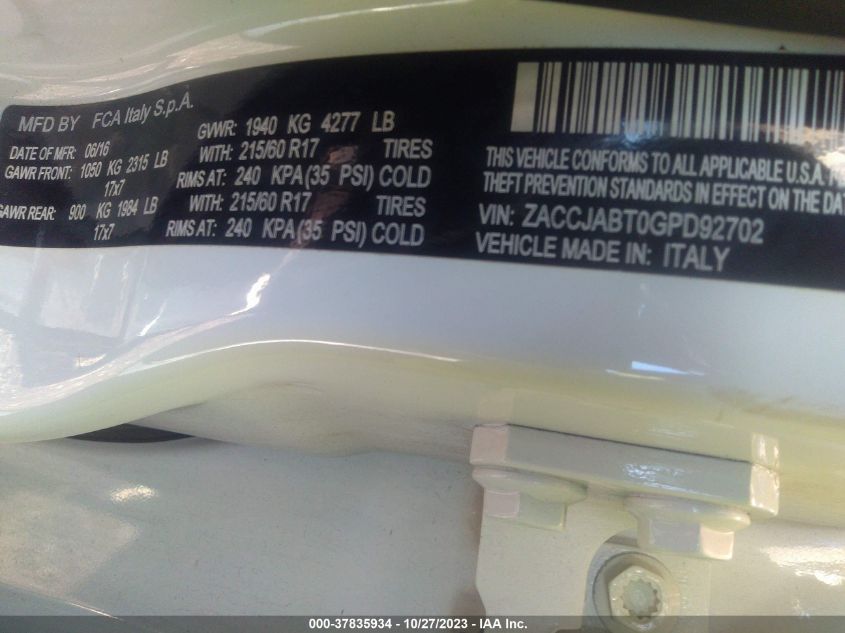 MFD BY FCA Italy S.p.A.
DATE OF MFR: 06/16 GVWR: 1940 KG 4277 LB
GAWR FRONT: 1050 KG 2315 LB WITH: 215/60 R17 TIRES
17x7 RIMS AT: 240 KPA (35 PSI) COLD
GAWR REAR: 900 KG 1984 LB WITH: 215/60 R17 TIRES
17x7 RIMS AT: 240 KPA (35 PSI) COLD
THIS VEHICLE CONFORMS TO ALL APPLICABLE U.S.A.
THEFT PREVENTION STANDARDS IN EFFECT ON THE
VIN: ZACCJABT0GPD92702
VEHICLE MADE IN: ITALY
000-37835934 - 10/27/2023 - IAA Inc.